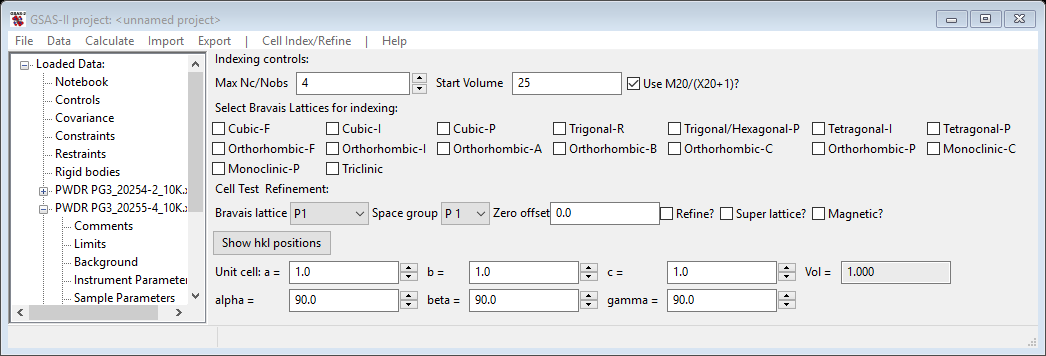 GSAS-II project: <unnamed project>
File Data Calculate Import Export | Cell Index/Refine | Help
Loaded Data:
Notebook
Controls
Covariance
Constraints
Restraints
Rigid bodies
PWDR PG3_20254-2_10K.x
PWDR PG3_20255-4_10K.x
Comments
Limits
Background
Instrument Parameter
Sample Parameters
Indexing controls:
Max Nc/Nobs 4 Start Volume 25 Use M20/(X20+1)?
Select Bravais Lattices for indexing:
Cubic-F Cubic-I Cubic-P Trigonal-R Trigonal/Hexagonal-P Tetragonal-I Tetragonal-P
Orthorhombic-F Orthorhombic-I Orthorhombic-A Orthorhombic-B Orthorhombic-C Orthorhombic-P Monoclinic-C
Monoclinic-P Triclinic
Cell Test Refinement:
Bravais lattice P1 Space group P 1 Zero offset 0.0 Refine? Super lattice? Magnetic?
Show hkl positions
Unit cell: a = 1.0 b = 1.0 c = 1.0 Vol = 1.000
alpha = 90.0 beta = 90.0 gamma = 90.0